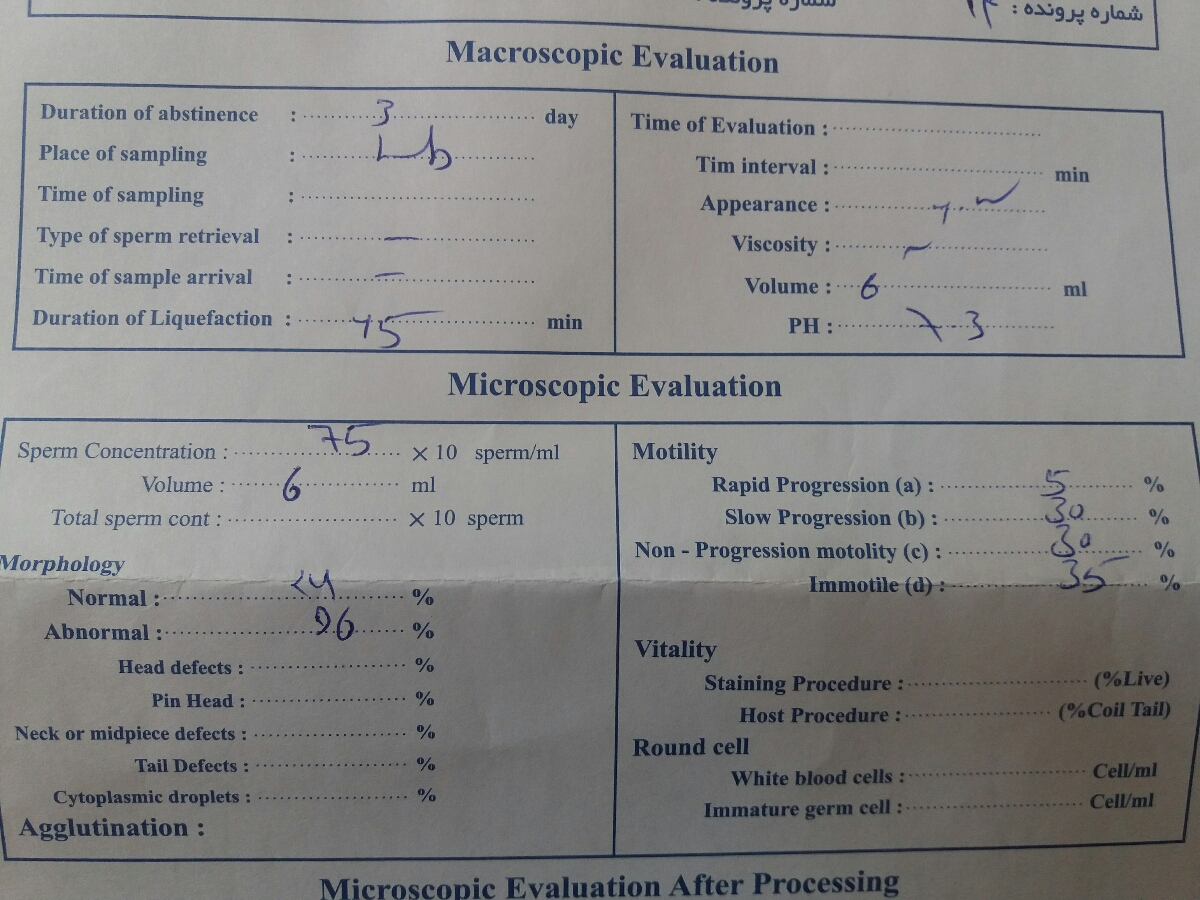 شماره پرونده :
شماره پرونده :
Macroscopic Evaluation
Duration of abstinence : 3 day
Place of sampling : Lab
Time of sampling :
Type of sperm retrieval : —
Time of sample arrival : —
Duration of Liquefaction : 45 min
Time of Evaluation :
Tim interval : min
Appearance :
Viscosity :
Volume : 6 ml
PH : 7.3
Microscopic Evaluation
Sperm Concentration : 75 × 10 sperm/ml
Volume : 6 ml
Total sperm cont : × 10 sperm
Morphology
Normal : <4 %
Abnormal : 96 %
Head defects : %
Pin Head : %
Neck or midpiece defects : %
Tail Defects : %
Cytoplasmic droplets : %
Agglutination :
Motility
Rapid Progression (a) : 5 %
Slow Progression (b) : 30 %
Non - Progression motolity (c) : 30 %
Immotile (d) : 35 %
Vitality
Staining Procedure : (%Live)
Host Procedure : (%Coil Tail)
Round cell
White blood cells : Cell/ml
Immature germ cell : Cell/ml
Microscopic Evaluation After Processing